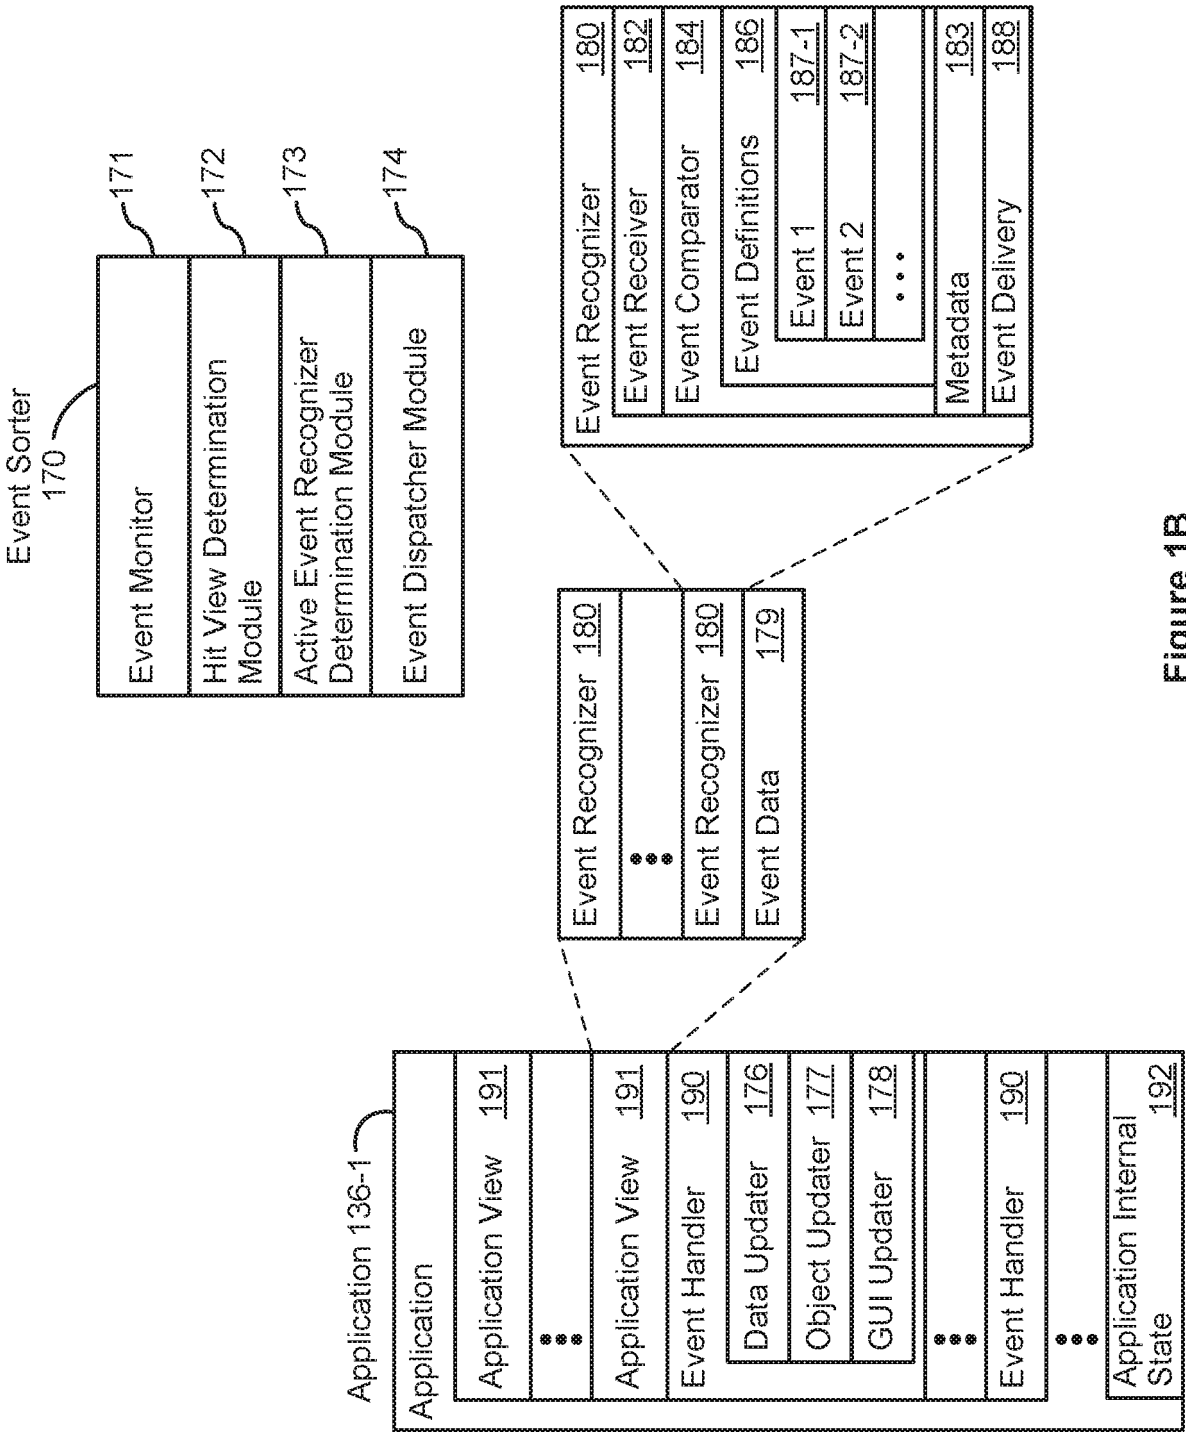 Event Sorter
170
Event Monitor
171
Hit View Determination
Module
172
Active Event Recognizer
Determination Module
173
Event Dispatcher Module
174
Application 136-1
Application
Application View 191
•••
Application View 191
Event Handler 190
Data Updater 176
Object Updater 177
GUI Updater 178
•••
Event Handler 190
•••
Application Internal
State 192
Event Recognizer 180
•••
Event Recognizer 180
Event Data 179
Event Recognizer 180
Event Receiver 182
Event Comparator 184
Event Definitions 186
Event 1 187-1
Event 2 187-2
•••
Metadata 183
Event Delivery 188
Figure 1B